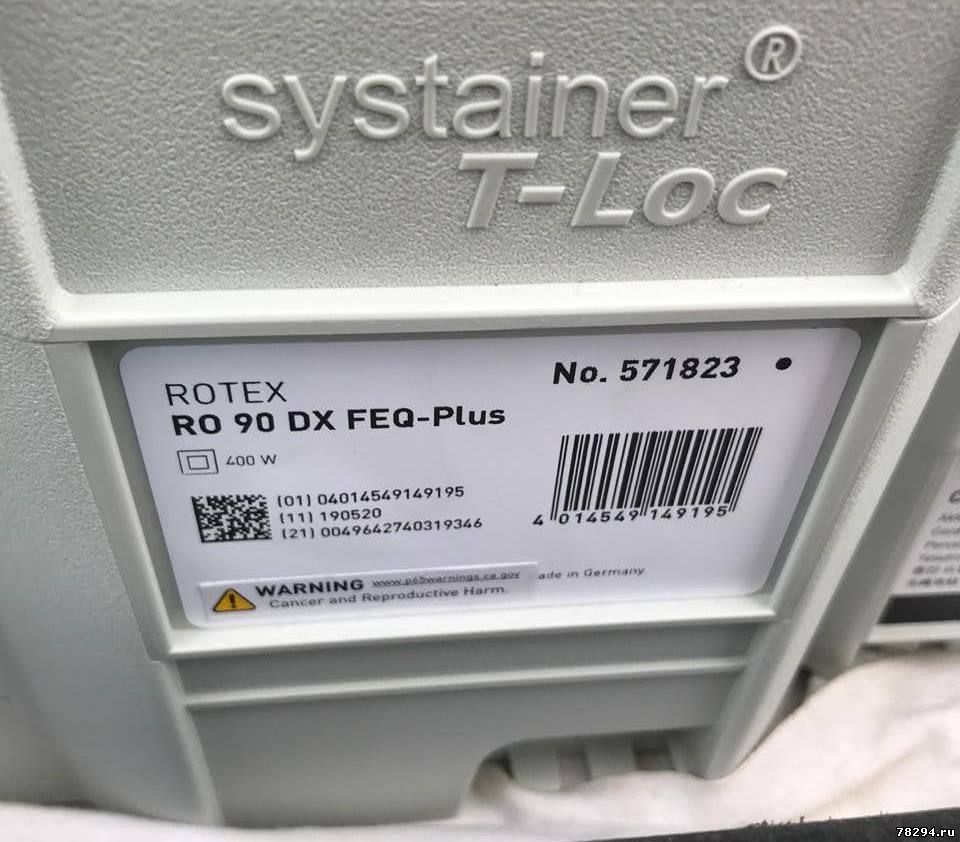 systainer®
T-Loc
ROTEX
RO 90 DX FEQ-Plus
No. 571823
400 W
(01) 04014549149195
(11) 190520
(21) 0049642740319346
4 014549 149195
WARNING www.p65warnings.ca.gov
Cancer and Reproductive Harm.
ade in Germany
78294.ru